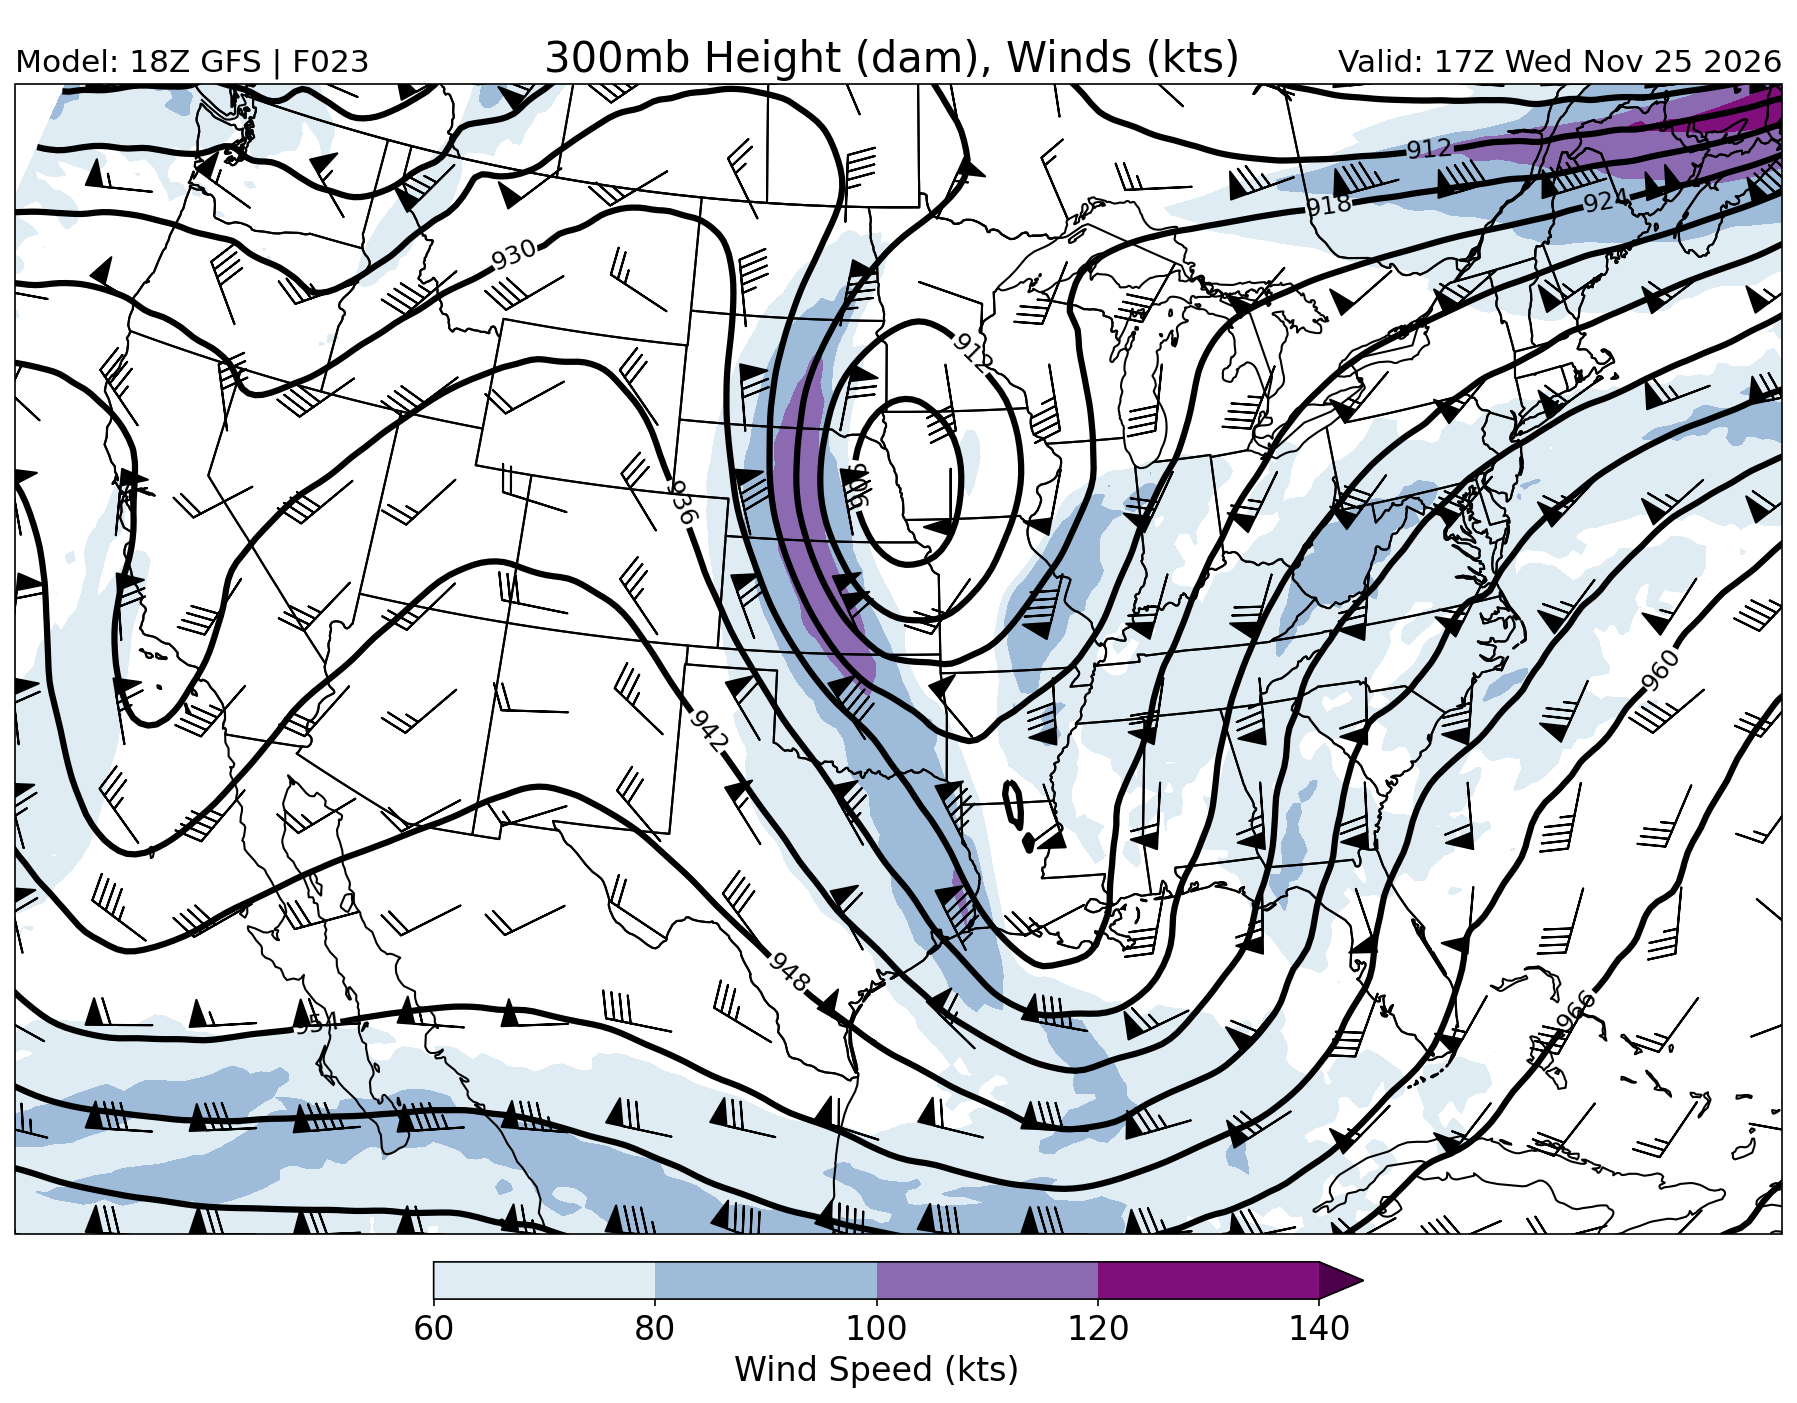 Model: 18Z GFS | F023
300mb Height (dam), Winds (kts)
Valid: 17Z Wed Nov 25 2026
912
918
924
930
912
906
936
942
960
948
954
966
60 80 100 120 140
Wind Speed (kts)